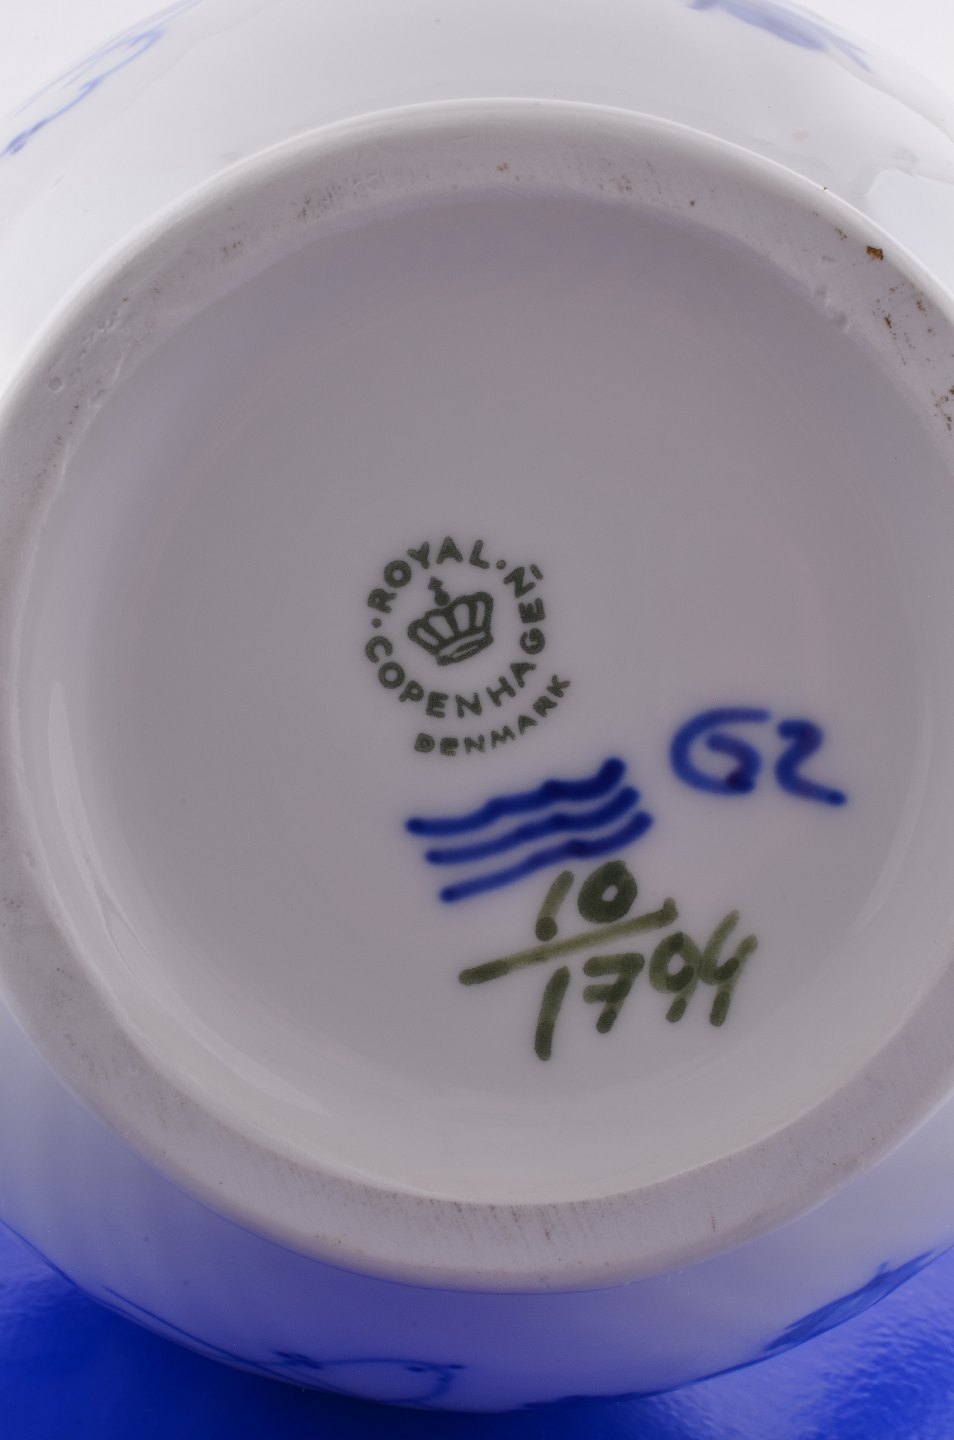 ROYAL
COPENHAGEN
DENMARK
G2
10
1794